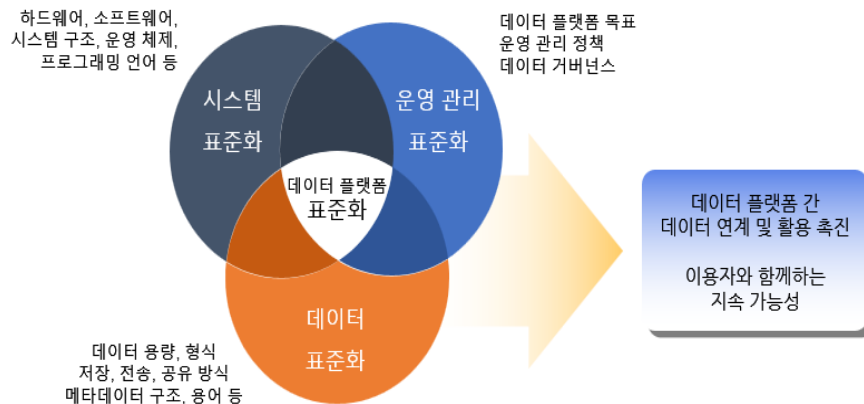 하드웨어, 소프트웨어,
시스템 구조, 운영 체제,
프로그래밍 언어 등
데이터 플랫폼 목표
운영 관리 정책
데이터 거버넌스
시스템
표준화
운영 관리
표준화
데이터 플랫폼
표준화
데이터
표준화
데이터 용량, 형식
저장, 전송, 공유 방식
메타데이터 구조, 용어 등
데이터 플랫폼 간
데이터 연계 및 활용 촉진
이용자와 함께하는
지속 가능성